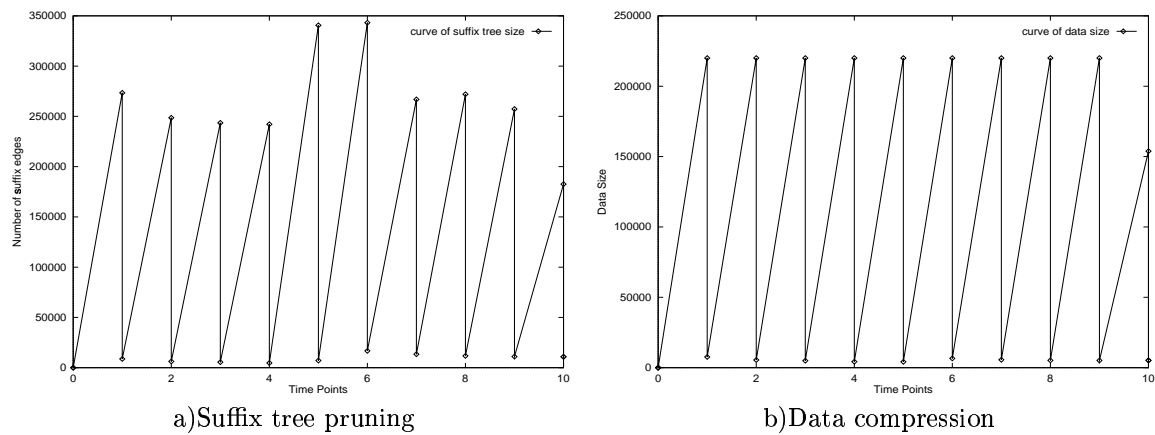 350000
300000
250000
200000
150000
100000
50000
0
0 2 4 6 8 10
Number of suffix edges
Time Points
curve of suffix tree size
a)Suffix tree pruning
250000
200000
150000
100000
50000
0
0 2 4 6 8 10
Data Size
Time Points
curve of data size
b)Data compression